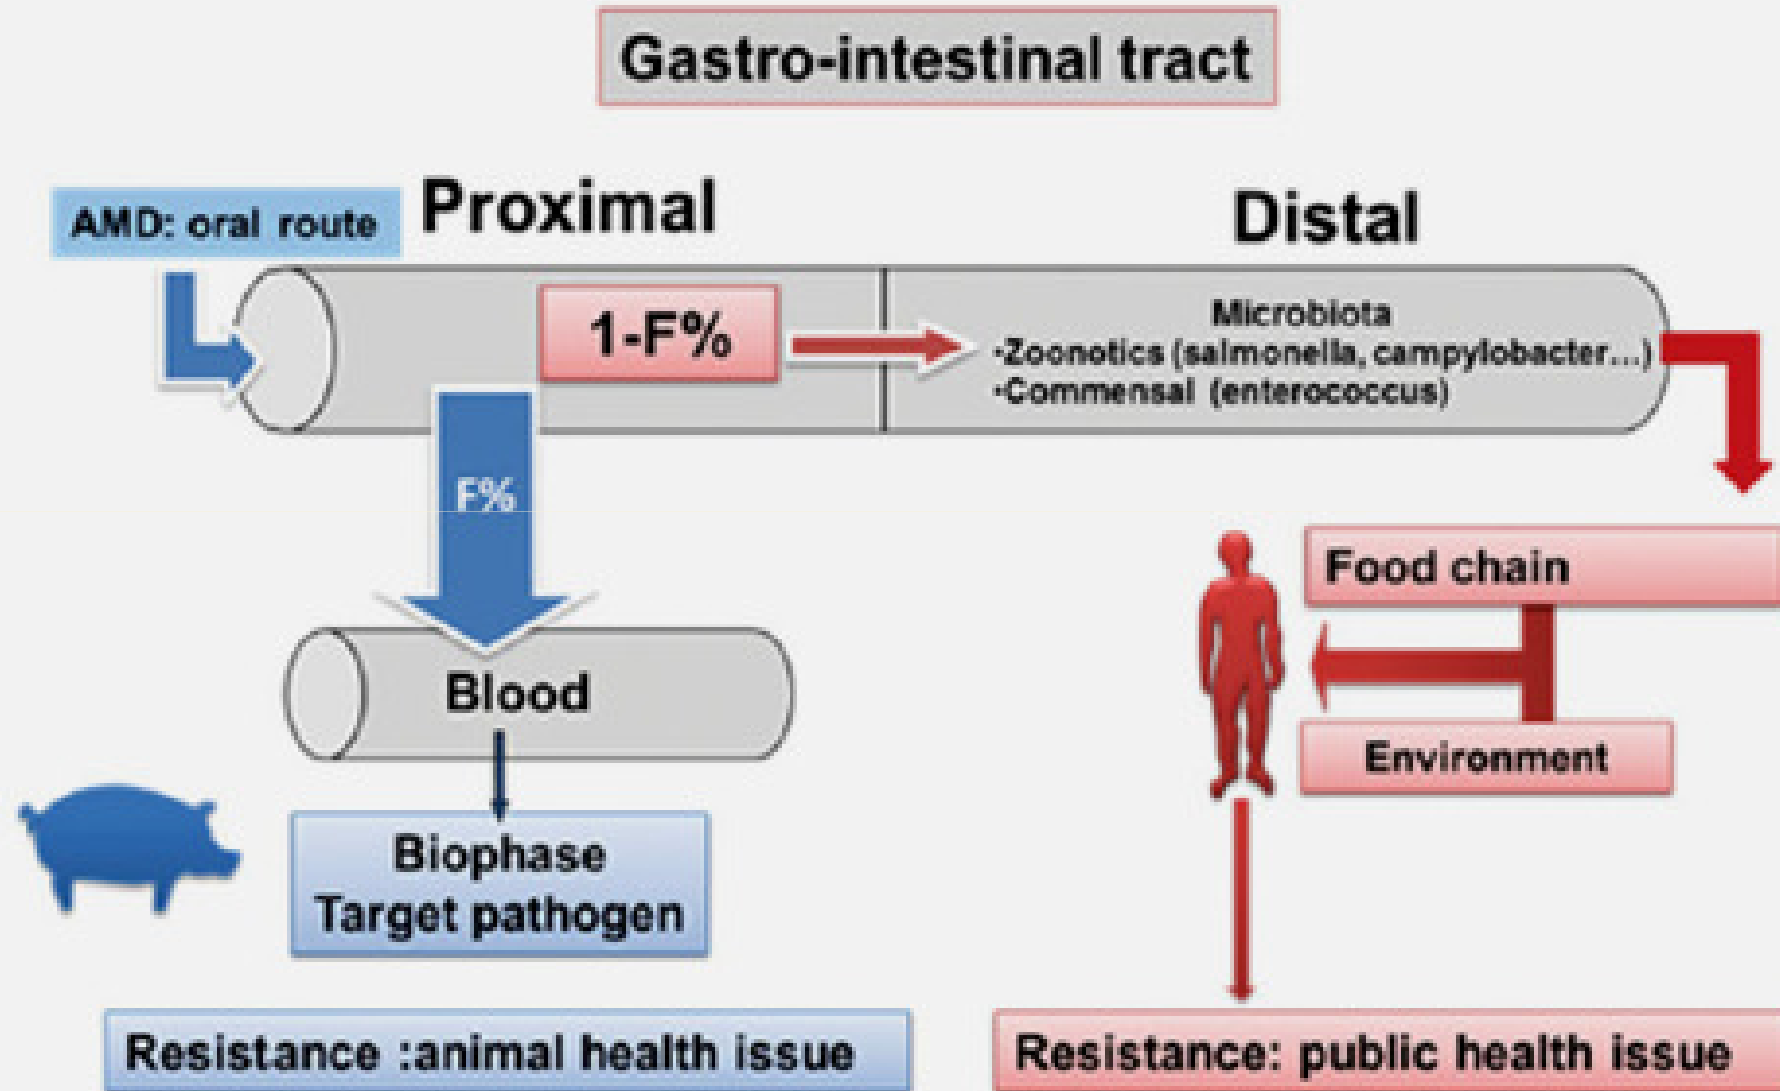 Gastro-intestinal tract
AMD: oral route
Proximal
Distal
1-F%
Microbiota
-Zoonotics (salmonella, campylobacter...)
-Commensal (enterococcus)
F%
Blood
Food chain
Environment
Biophase
Target pathogen
Resistance :animal health issue
Resistance: public health issue